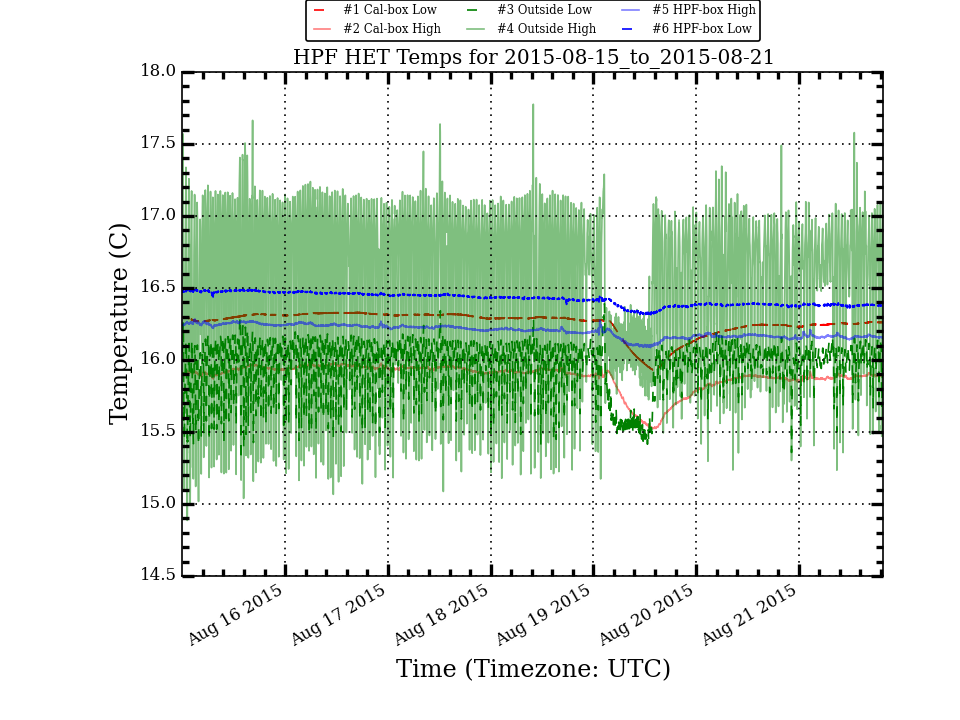 #1 Cal-box Low #3 Outside Low #5 HPF-box High
#2 Cal-box High #4 Outside High #6 HPF-box Low
HPF HET Temps for 2015-08-15_to_2015-08-21
18.0
17.5
17.0
16.5
16.0
15.5
15.0
14.5
Temperature (C)
Aug 16 2015 Aug 17 2015 Aug 18 2015 Aug 19 2015 Aug 20 2015 Aug 21 2015
Time (Timezone: UTC)